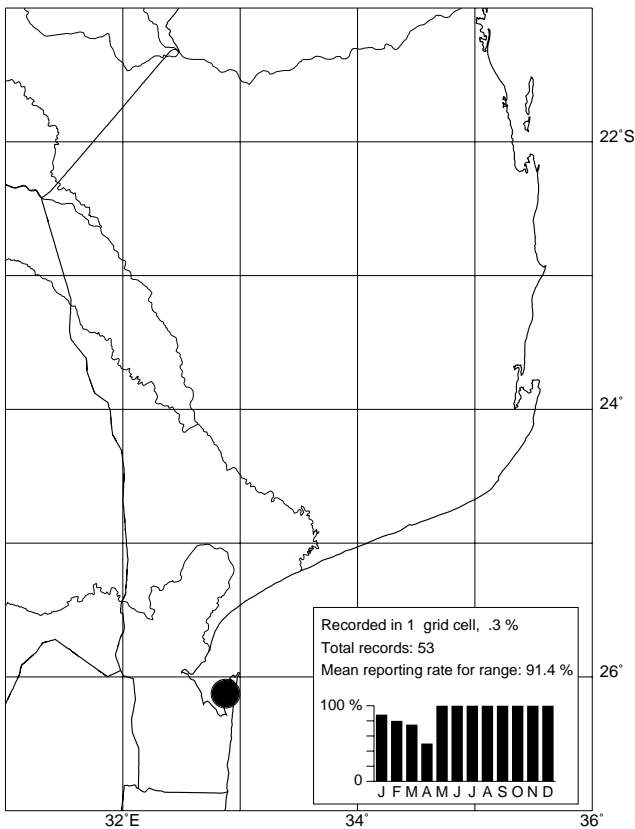 22˚S
24˚
Recorded in 1 grid cell, .3 %
Total records: 53
Mean reporting rate for range: 91.4 %
26˚
100 %
0
J F M A M J J A S O N D
32˚E
34˚
36˚